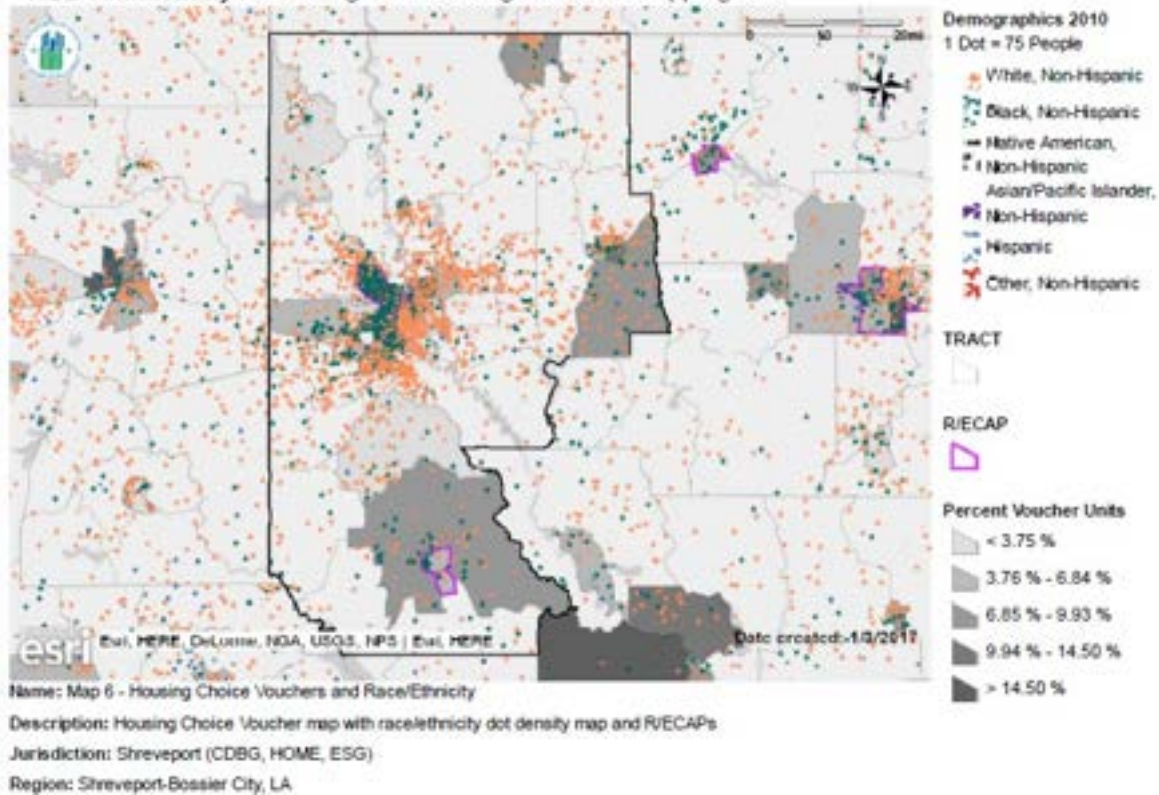 Demographics 2010
1 Dot = 75 People
White, Non-Hispanic
Black, Non-Hispanic
Native American,
Non-Hispanic
Asian/Pacific Islander,
Non-Hispanic
Hispanic
Other, Non-Hispanic
TRACT
R/ECAP
Percent Voucher Units
< 3.75 %
3.76 % - 6.84 %
6.85 % - 9.93 %
9.94 % - 14.50 %
> 14.50 %
0 10 20mi
W E
esri Esri, HERE, DeLorme, NGA, USGS, NPS | Esri, HERE
Date created: 1/3/2017
Name: Map 6 - Housing Choice Vouchers and Race/Ethnicity
Description: Housing Choice Voucher map with race/ethnicity dot density map and R/ECAPs
Jurisdiction: Shreveport (CDBG, HOME, ESG)
Region: Shreveport-Bossier City, LA